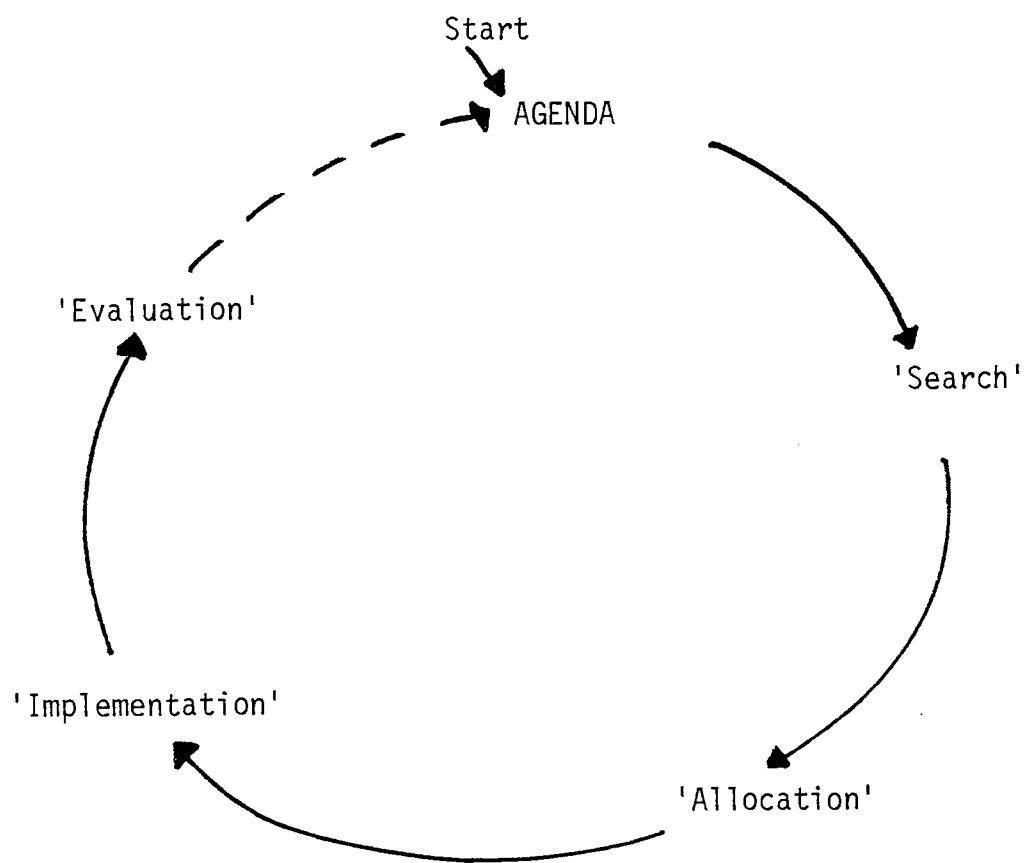 Start
AGENDA
'Search'
'Allocation'
'Implementation'
'Evaluation'